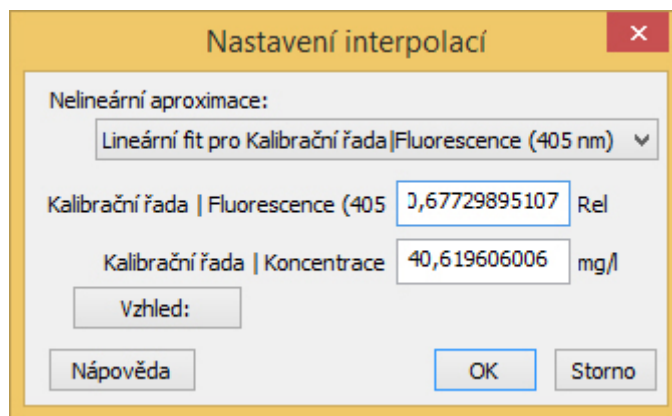 Nastavení interpolací
Nelineární aproximace:
Lineární fit pro Kalibrační řada|Fluorescence (405 nm)
Kalibrační řada | Fluorescence (405 0,67729895107 Rel
Kalibrační řada | Koncentrace 40,619606006 mg/l
Vzhled:
Nápověda OK Storno